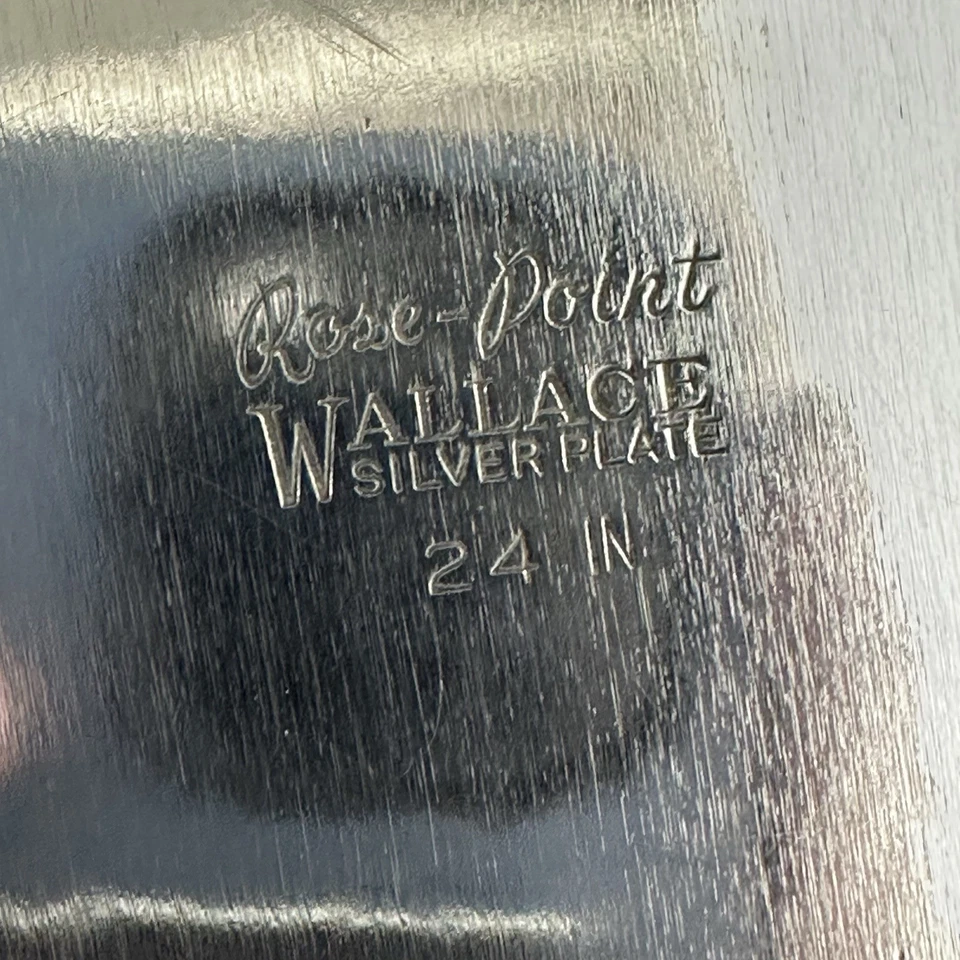 Rose-Point
WALLACE
SILVER PLATE
24 IN